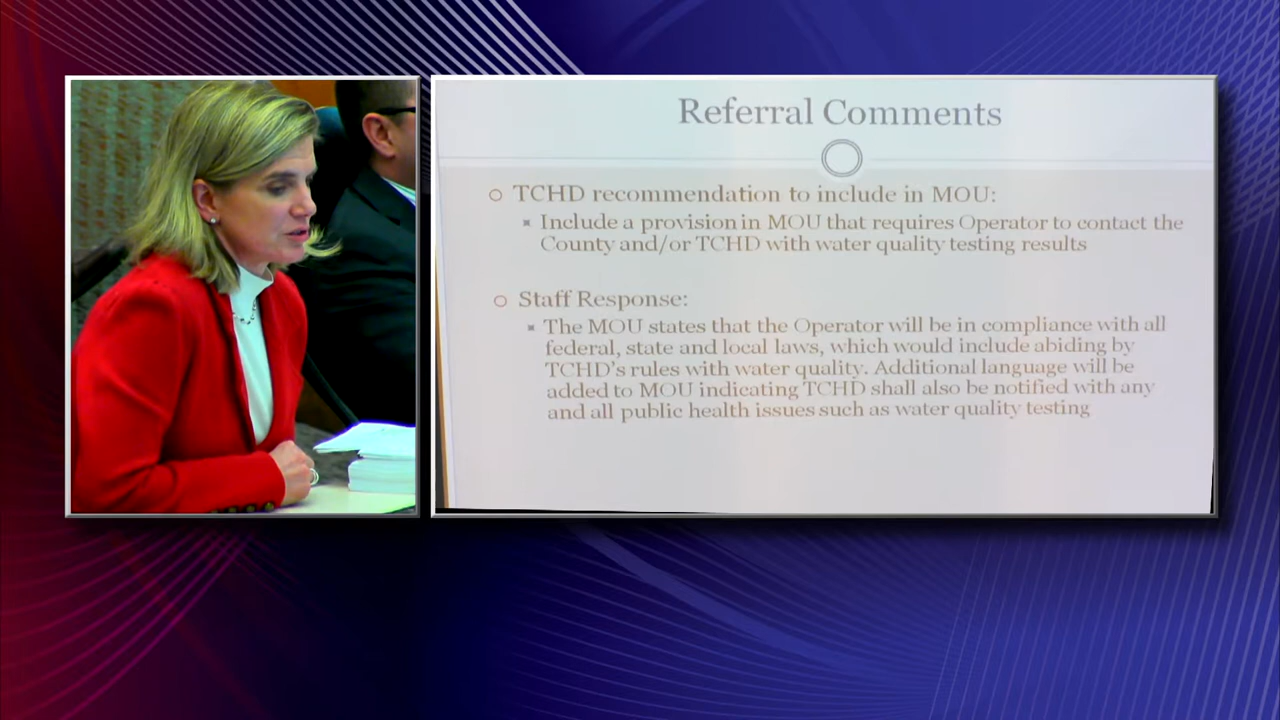 Referral Comments
TCHD recommendation to include in MOU:
Include a provision in MOU that requires Operator to contact the
County and/or TCHD with water quality testing results
Staff Response:
The MOU states that the Operator will be in compliance with all
federal, state and local laws, which would include abiding by
TCHD's rules with water quality. Additional language will be
added to MOU indicating TCHD shall also be notified with any
and all public health issues such as water quality testing